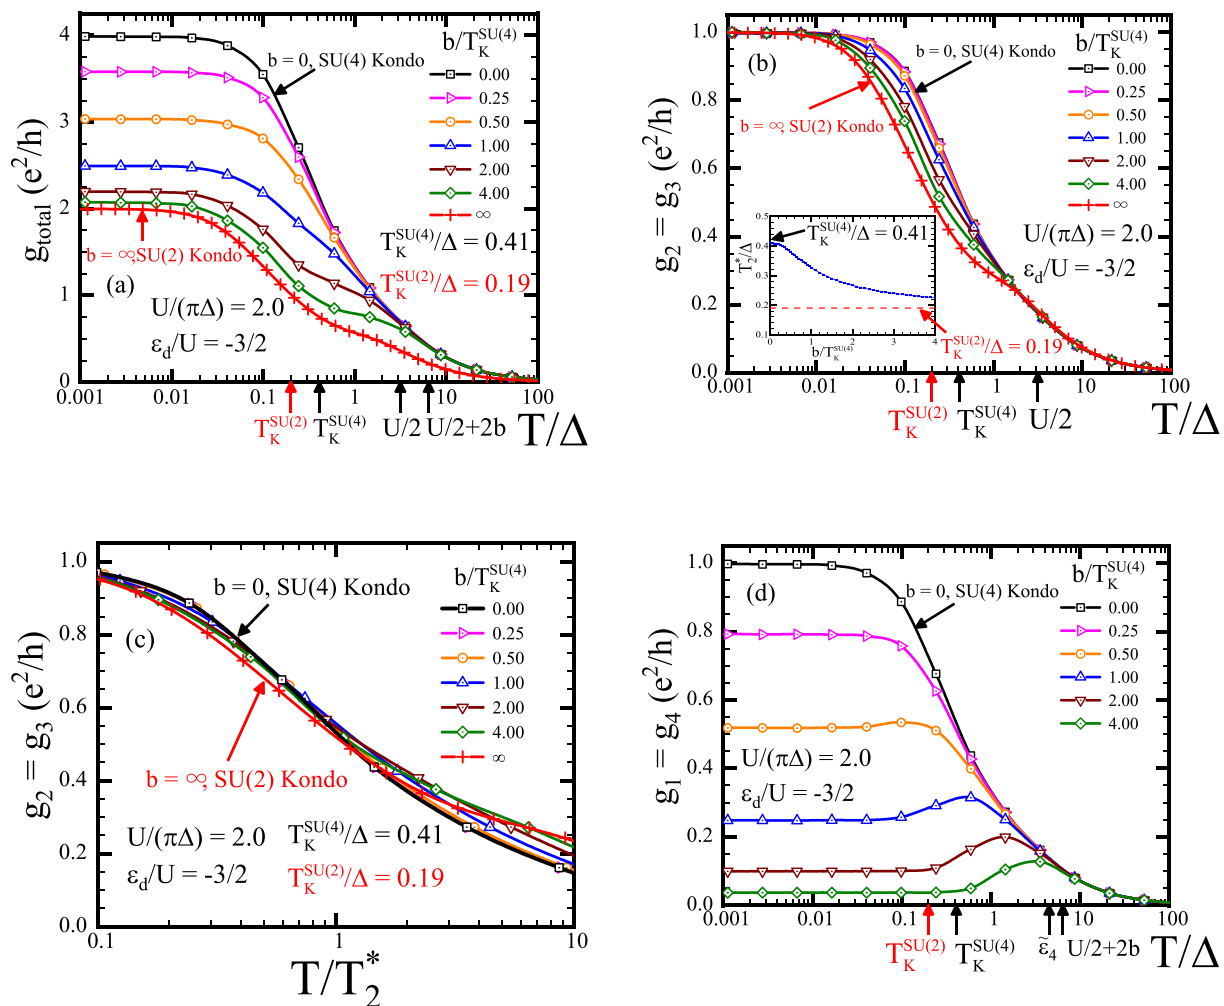 g_total (e²/h)
4
3
2
1
0
b = 0, SU(4) Kondo
b/T_K^SU(4)
0.00
0.25
0.50
1.00
2.00
4.00
∞
b = ∞,SU(2) Kondo
(a)
T_K^SU(4)/Δ = 0.41
T_K^SU(2)/Δ = 0.19
U/(πΔ) = 2.0
ε_d/U = -3/2
0.001 0.01 0.1 1 10 100
T_K^SU(2) T_K^SU(4) U/2 U/2+2b T/Δ
g₂ = g₃ (e²/h)
1.0
0.8
0.6
0.4
0.2
0.0
(b)
b = 0, SU(4) Kondo
b/T_K^SU(4)
0.00
0.25
0.50
1.00
2.00
4.00
∞
b = ∞, SU(2) Kondo
U/(πΔ) = 2.0
ε_d/U = -3/2
T₂*/Δ
0.5
0.4
0.3
0.2
0.1
T_K^SU(4)/Δ = 0.41
0 1 2 3 4
b/T_K^SU(4)
T_K^SU(2)/Δ = 0.19
0.001 0.01 0.1 1 10 100
T_K^SU(2) T_K^SU(4) U/2 T/Δ
g₂ = g₃ (e²/h)
1.0
0.8
0.6
0.4
0.2
0.0
(c)
b = 0, SU(4) Kondo
b/T_K^SU(4)
0.00
0.25
0.50
1.00
2.00
4.00
∞
b = ∞, SU(2) Kondo
U/(πΔ) = 2.0
ε_d/U = -3/2
T_K^SU(4)/Δ = 0.41
T_K^SU(2)/Δ = 0.19
0.1 1 10
T/T₂*
g₁ = g₄ (e²/h)
1.0
0.8
0.6
0.4
0.2
0.0
(d)
b = 0, SU(4) Kondo
b/T_K^SU(4)
0.00
0.25
0.50
1.00
2.00
4.00
U/(πΔ) = 2.0
ε_d/U = -3/2
0.001 0.01 0.1 1 10 100
T_K^SU(2) T_K^SU(4) ε̃₄ U/2+2b T/Δ